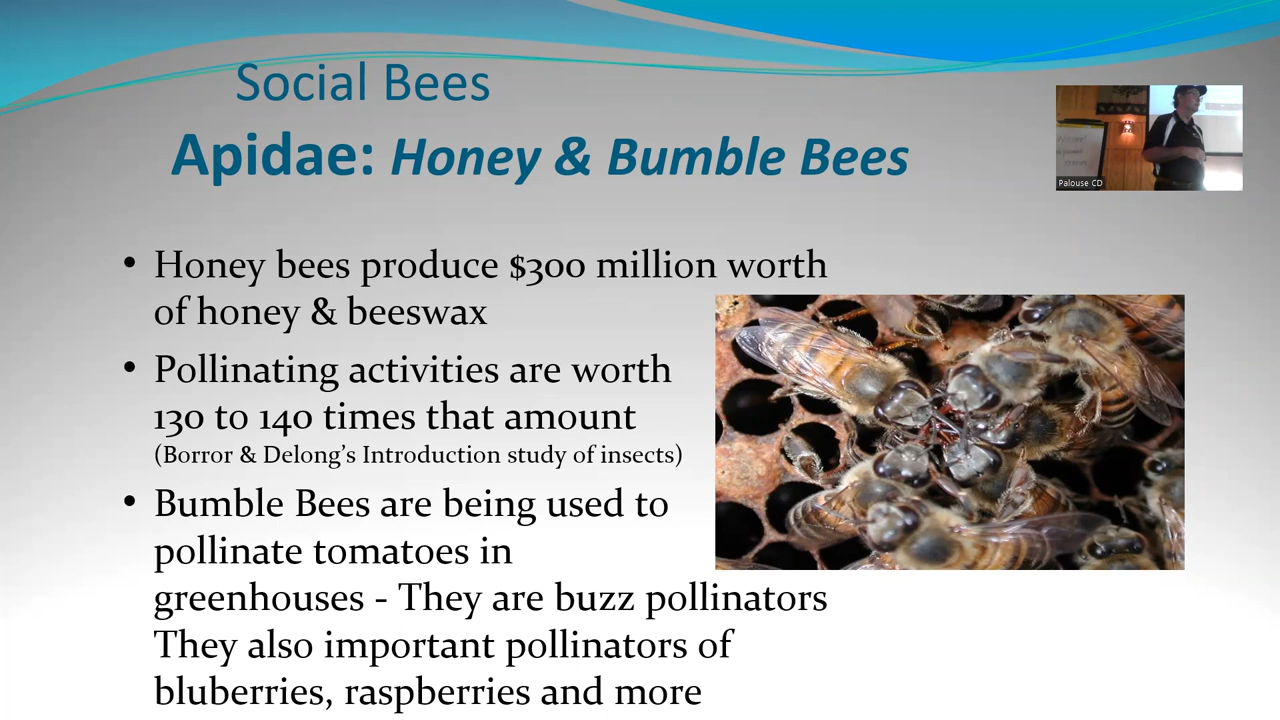 Social Bees
Apidae: Honey & Bumble Bees
Palouse CD
• Honey bees produce $300 million worth
of honey & beeswax
• Pollinating activities are worth
130 to 140 times that amount
(Borror & Delong's Introduction study of insects)
• Bumble Bees are being used to
pollinate tomatoes in
greenhouses - They are buzz pollinators
They also important pollinators of
bluberries, raspberries and more